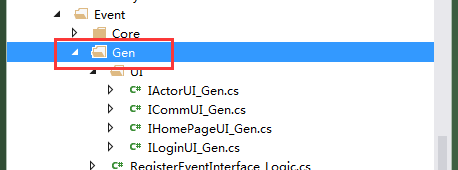 Event
Core
Gen
UI
IActorUI_Gen.cs
ICommUI_Gen.cs
IHomePageUI_Gen.cs
ILoginUI_Gen.cs
RegisterEventInterface_Logic.cs